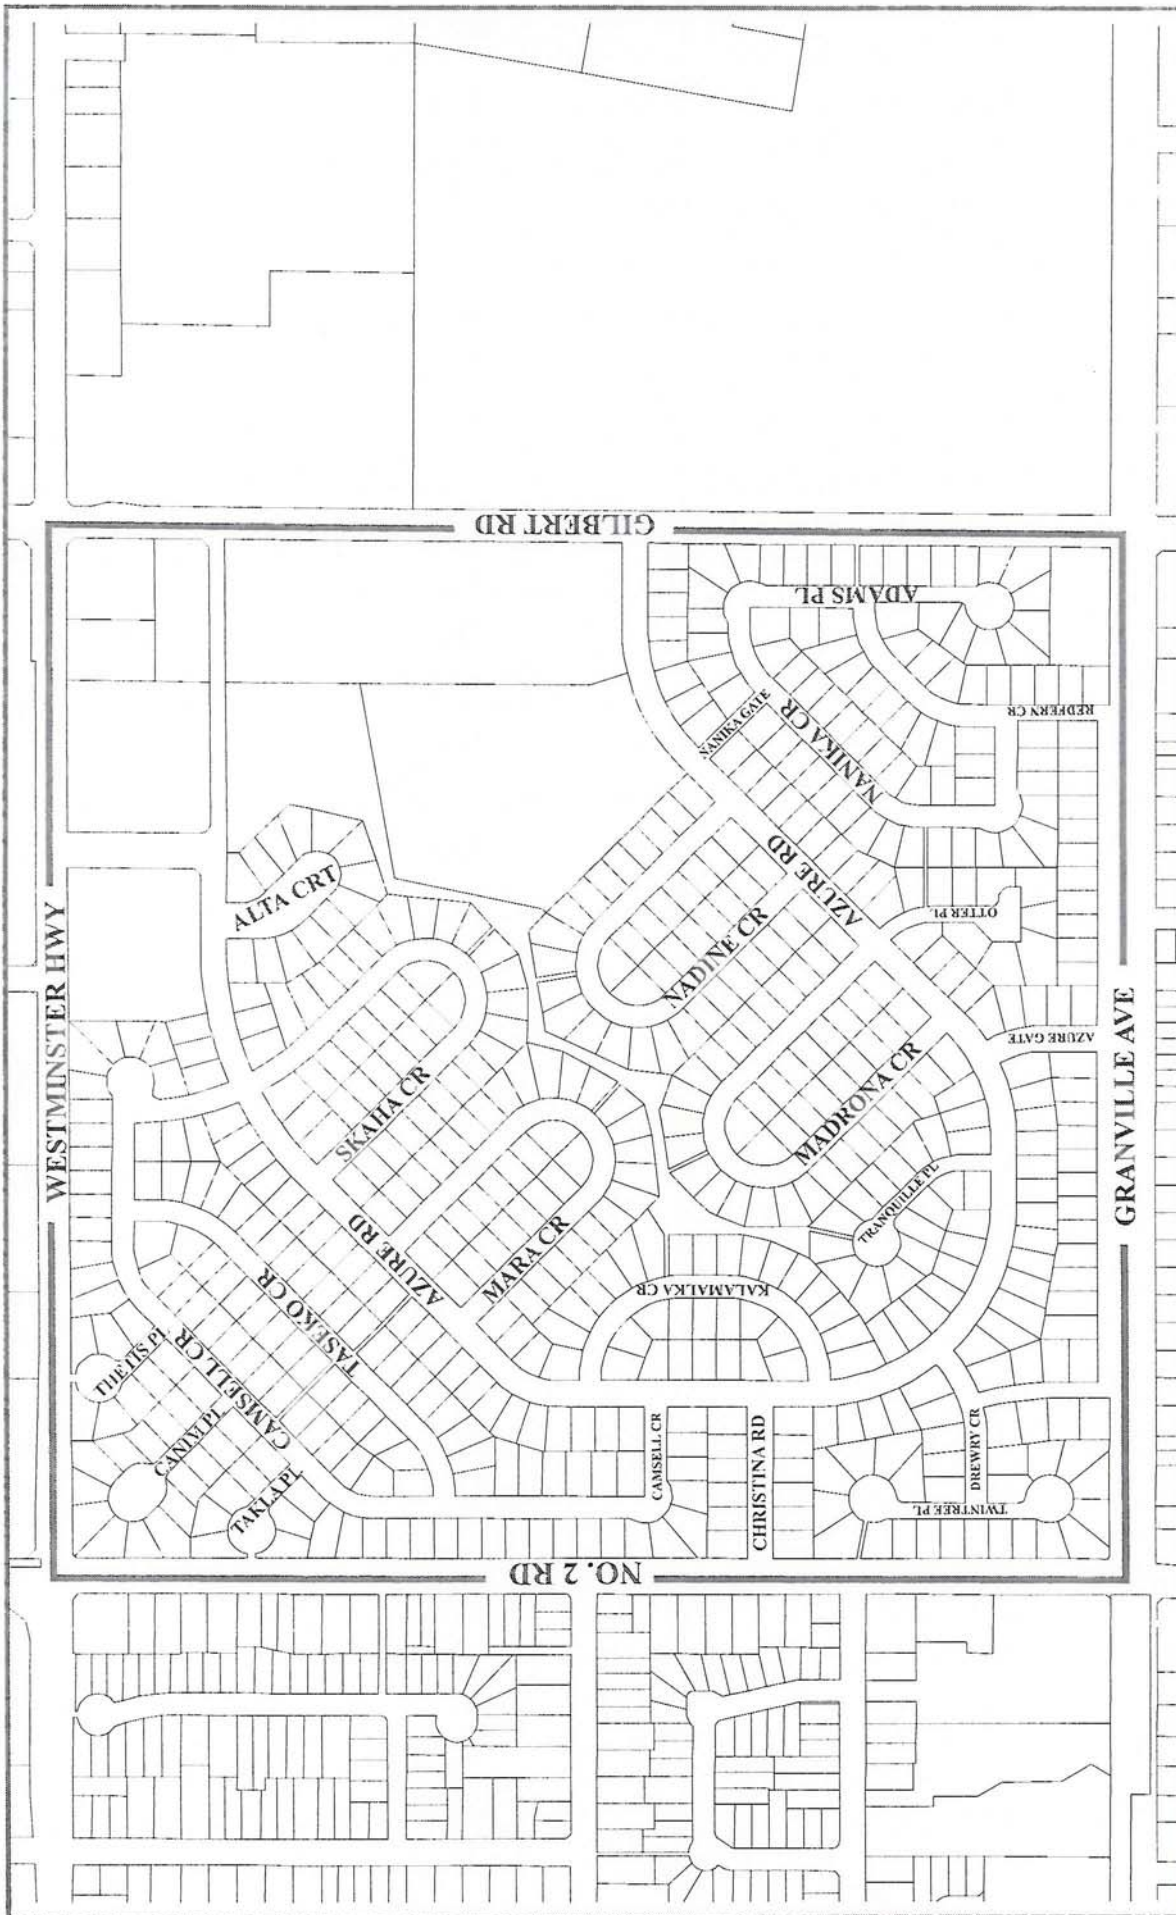 GILBERT RD
ADAMS PL
REDFERN CR
NANIKA GATE
NANIKA CR
AZURE RD
ALTA CRT
OTTER PL
NADINE CR
WESTMINSTER HWY
AZURE GATE
GRANVILLE AVE
SKAHA CR
MADRONA CR
TRANQUILLE PL
AZURE RD
MARA CR
KALAMALKA CR
TASEKO CR
THETIS PL
CAMSELL CR
CANIM PL
TAKLA PL
CAMSELL CR
CHRISTINA RD
DREWRY CR
TWINTREE PL
NO. 2 RD